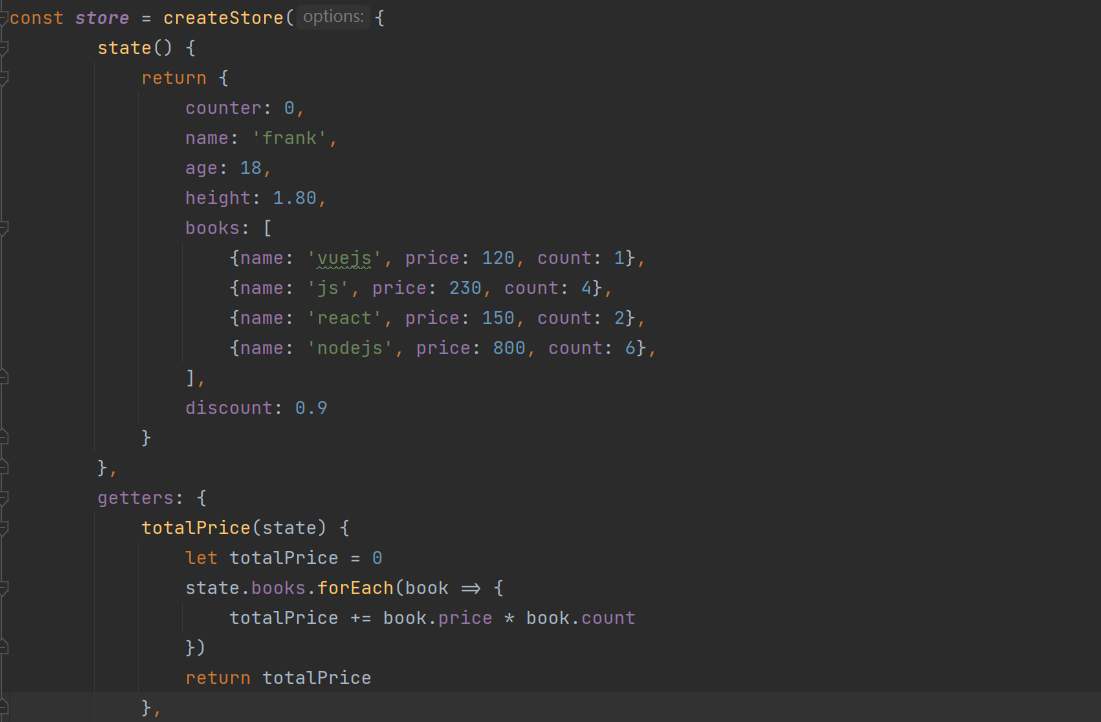 const store = createStore( options: {
state() {
return {
counter: 0,
name: 'frank',
age: 18,
height: 1.80,
books: [
{name: 'vuejs', price: 120, count: 1},
{name: 'js', price: 230, count: 4},
{name: 'react', price: 150, count: 2},
{name: 'nodejs', price: 800, count: 6},
],
discount: 0.9
}
},
getters: {
totalPrice(state) {
let totalPrice = 0
state.books.forEach(book => {
totalPrice += book.price * book.count
})
return totalPrice
},